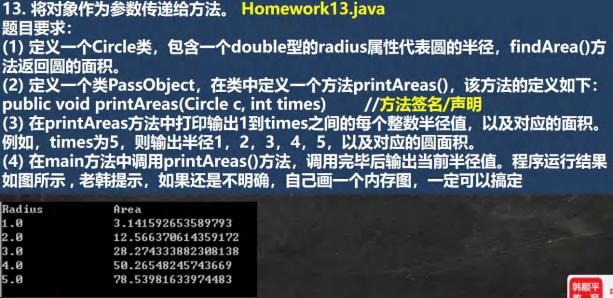 13. 将对象作为参数传递给方法。 Homework13.java
题目要求：
(1) 定义一个Circle类，包含一个double型的radius属性代表圆的半径，findArea()方
法返回圆的面积。
(2) 定义一个类PassObject，在类中定义一个方法printAreas()，该方法的定义如下：
public void printAreas(Circle c, int times) //方法签名/声明
(3) 在printAreas方法中打印输出1到times之间的每个整数半径值，以及对应的面积。
例如，times为5，则输出半径1，2，3，4，5，以及对应的圆面积。
(4) 在main方法中调用printAreas()方法，调用完毕后输出当前半径值。程序运行结果
如图所示 , 老韩提示，如果还是不明确，自己画一个内存图，一定可以搞定
Radius Area
1.0 3.141592653589793
2.0 12.566370614359172
3.0 28.274333882308138
4.0 50.26548245743669
5.0 78.53981633974483
韩顺平